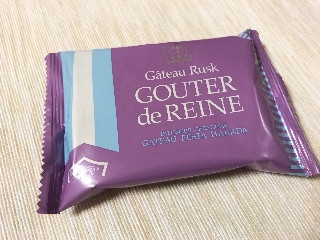 Gâteau Rusk
GOUTER
de REINE
GATEAU FESTA HARADA